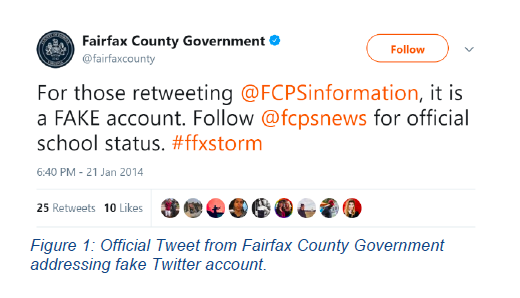 Fairfax County Government
@fairfaxcounty
Follow
For those retweeting @FCPSinformation, it is
a FAKE account. Follow @fcpsnews for official
school status. #ffxstorm
6:40 PM - 21 Jan 2014
25 Retweets 10 Likes
Figure 1: Official Tweet from Fairfax County Government
addressing fake Twitter account.